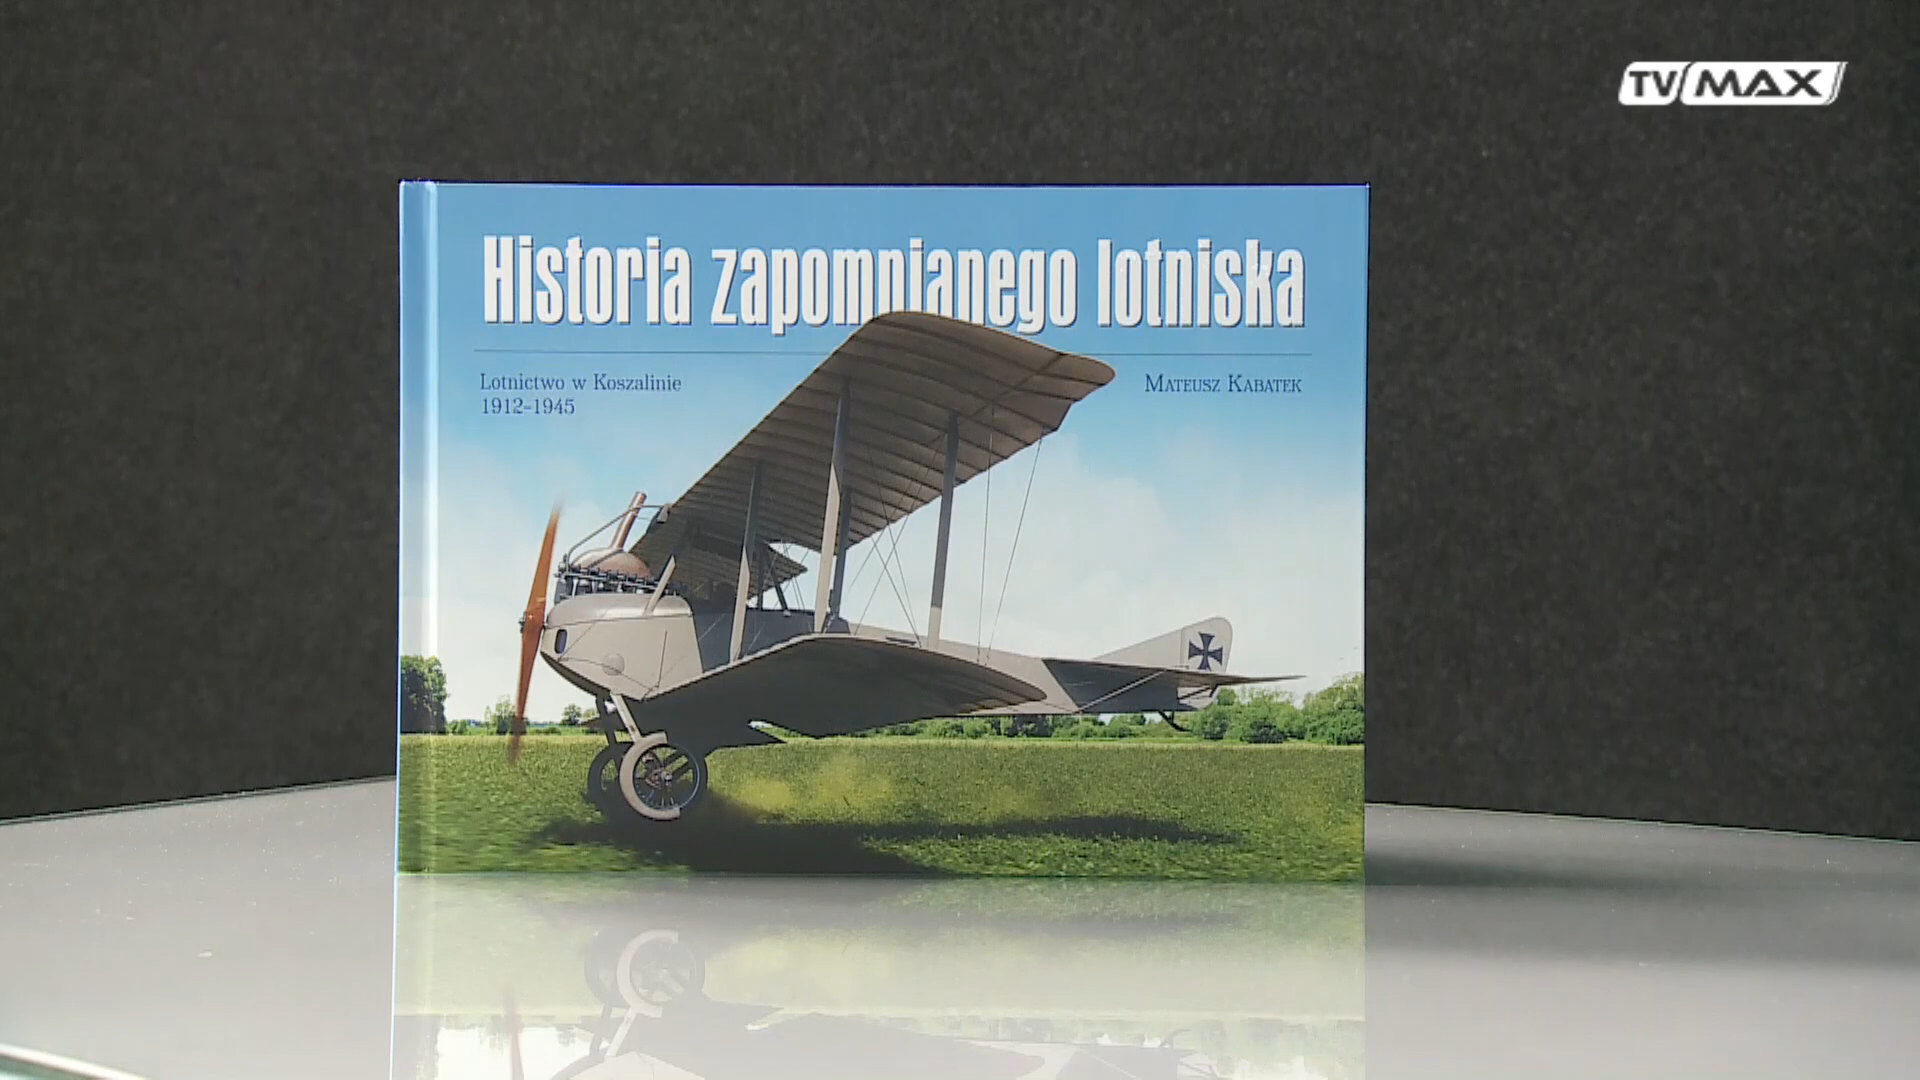 TV MAX
Historia zapomnianego lotniska
Lotnictwo w Koszalinie
1912-1945
MATEUSZ KABATEK